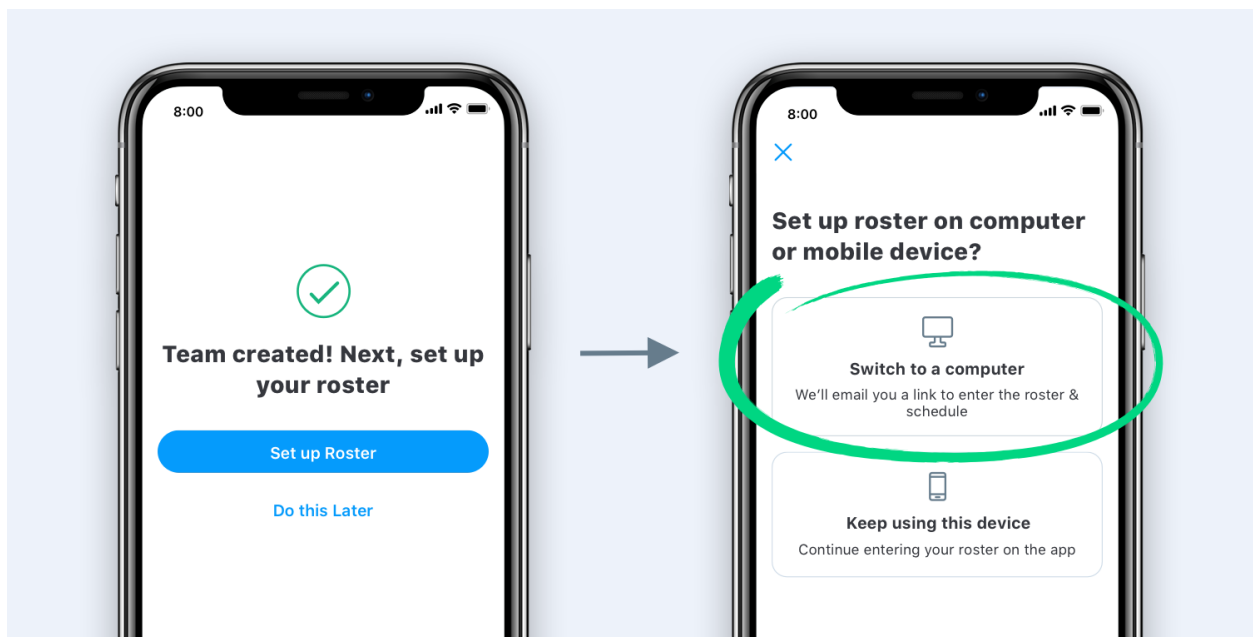 8:00
Team created! Next, set up
your roster
Set up Roster
Do this Later
8:00
Set up roster on computer
or mobile device?
Switch to a computer
We’ll email you a link to enter the roster &
schedule
Keep using this device
Continue entering your roster on the app